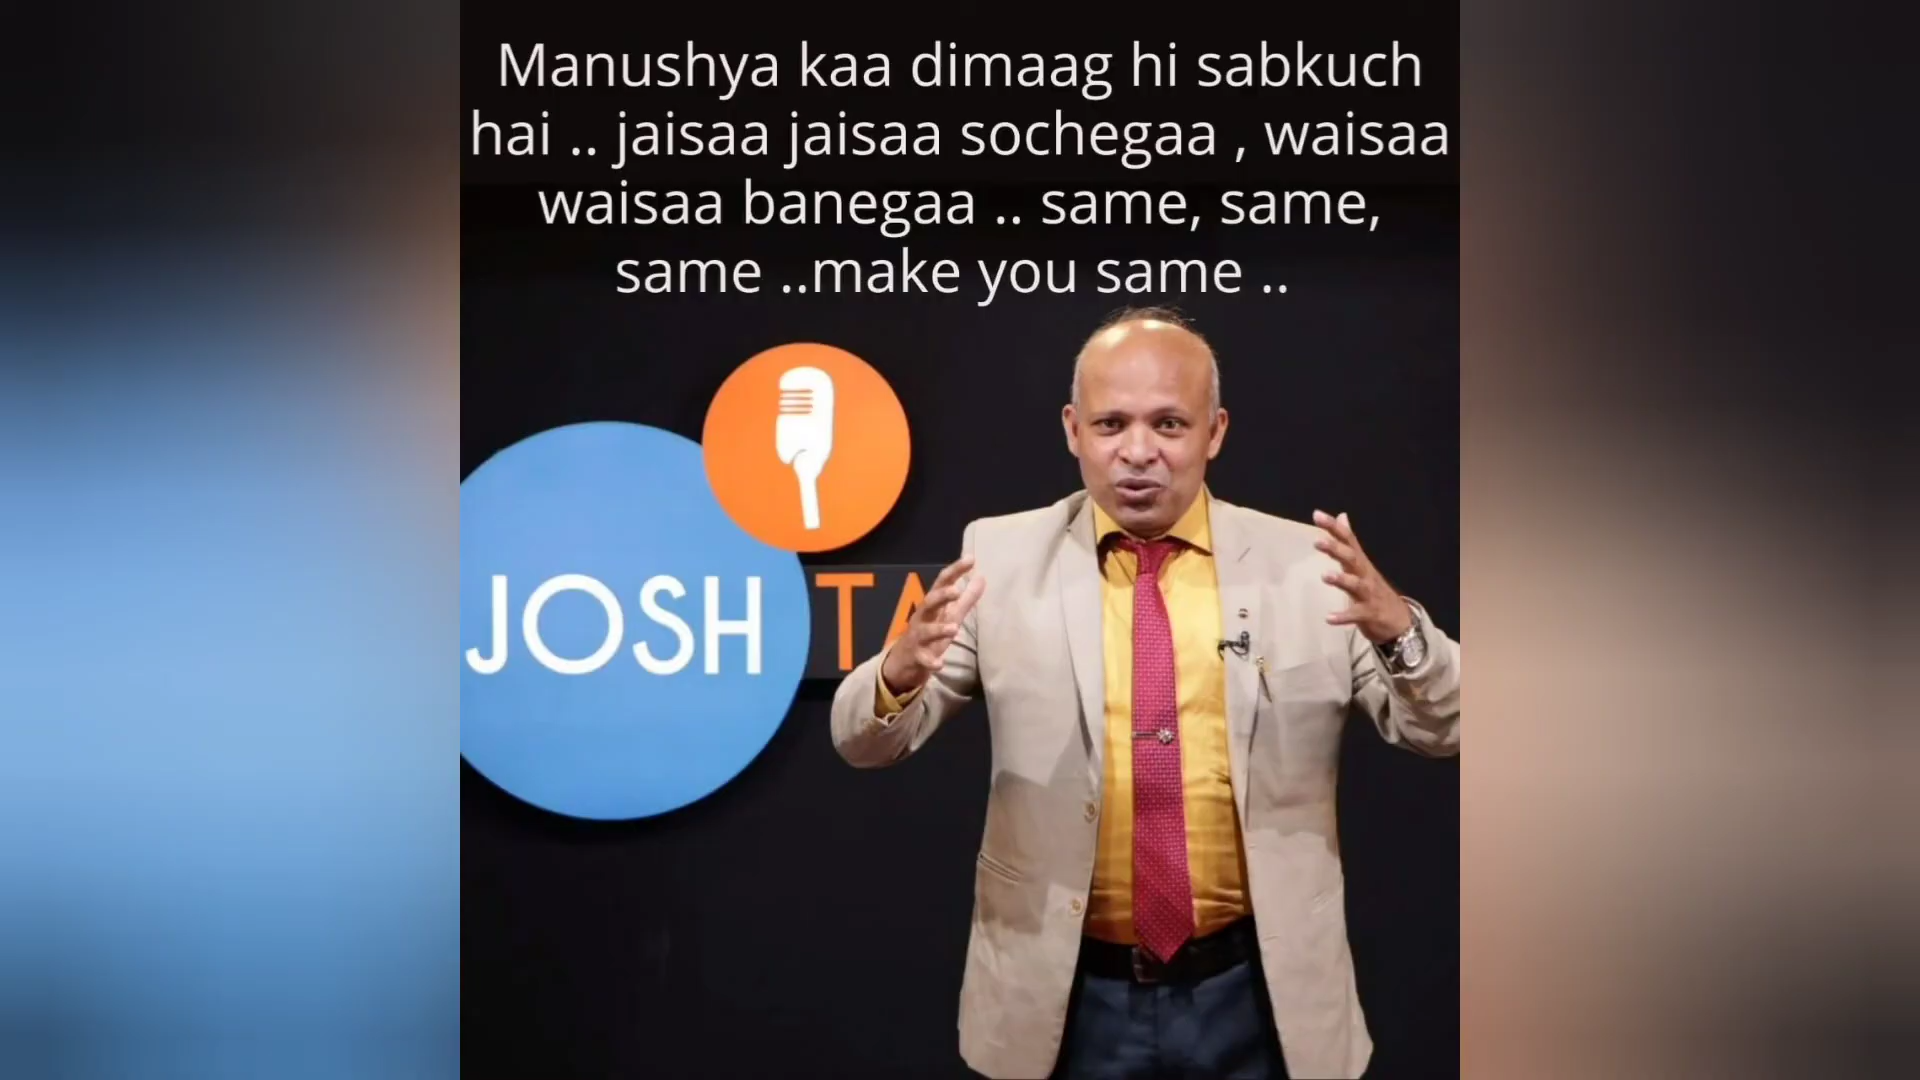 Manushya kaa dimaag hi sabkuch
hai .. jaisaa jaisaa sochegaa , waisaa
waisaa banegaa .. same, same,
same ..make you same ..
JOSH TA